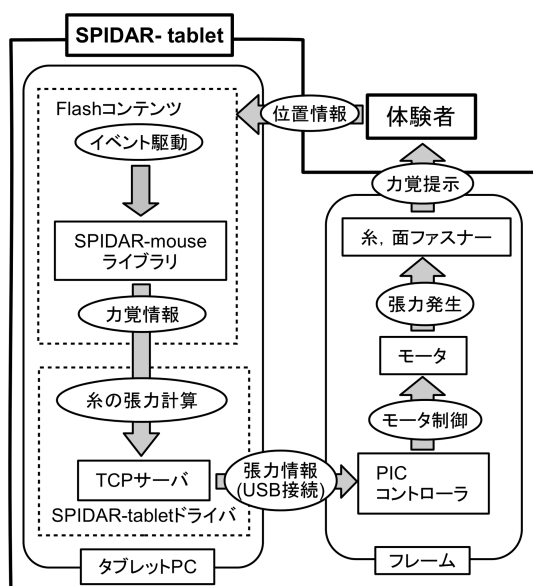 SPIDAR- tablet
Flashコンテンツ
イベント駆動
SPIDAR-mouse
ライブラリ
力覚情報
糸の張力計算
TCPサーバ
SPIDAR-tabletドライバ
タブレットPC
位置情報
体験者
力覚提示
糸，面ファスナー
張力発生
モータ
モータ制御
PIC
コントローラ
張力情報
(USB接続)
フレーム